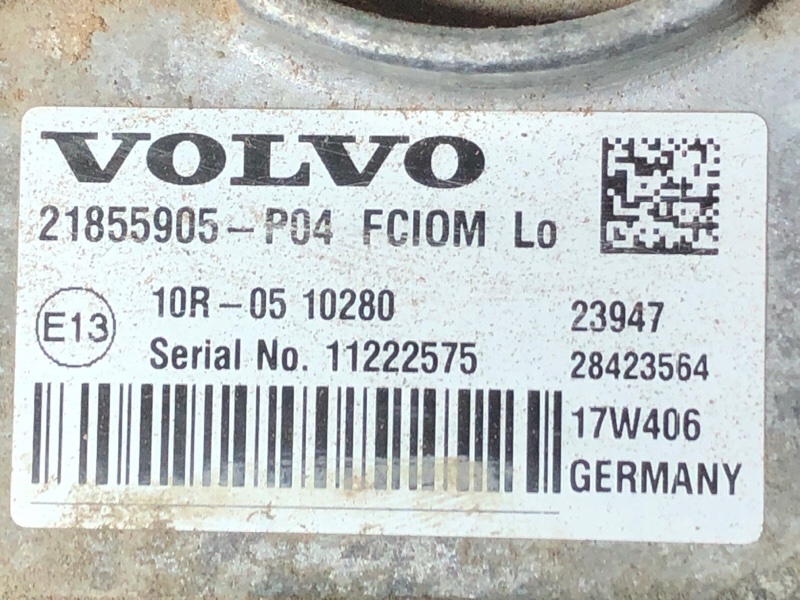 VOLVO
21855905-P04 FCIOM Lo
E13
10R-05 10280
Serial No. 11222575
23947
28423564
17W406
GERMANY